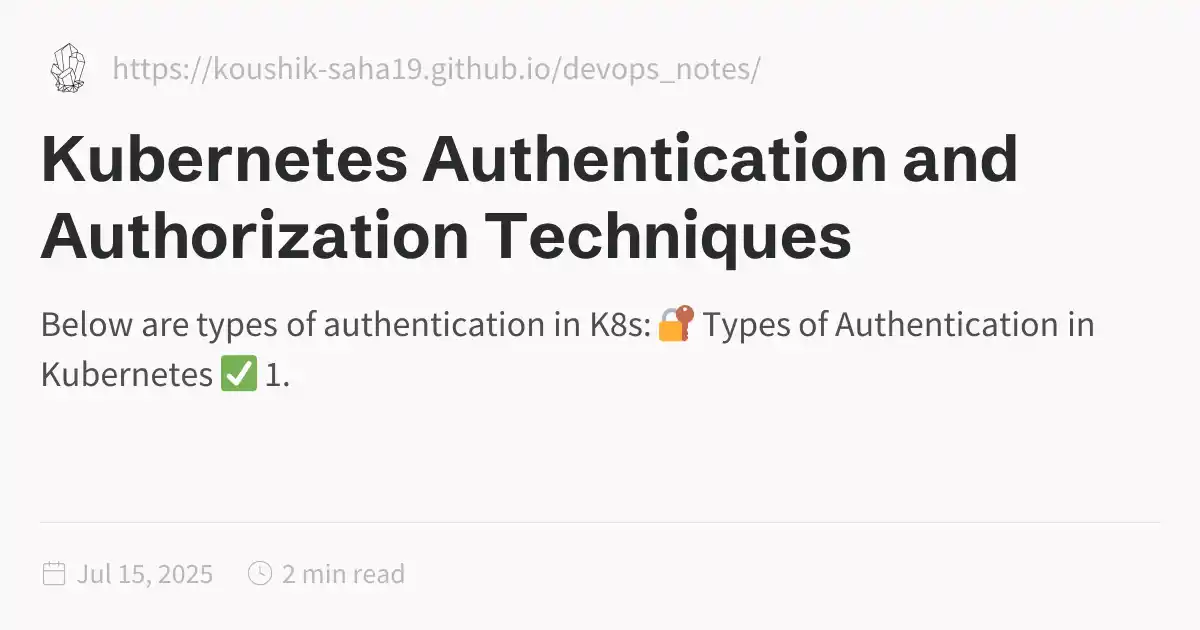 https://koushik-saha19.github.io/devops_notes/
Kubernetes Authentication and
Authorization Techniques
Below are types of authentication in K8s: 🔐 Types of Authentication in
Kubernetes ✅ 1.
Jul 15, 2025 2 min read